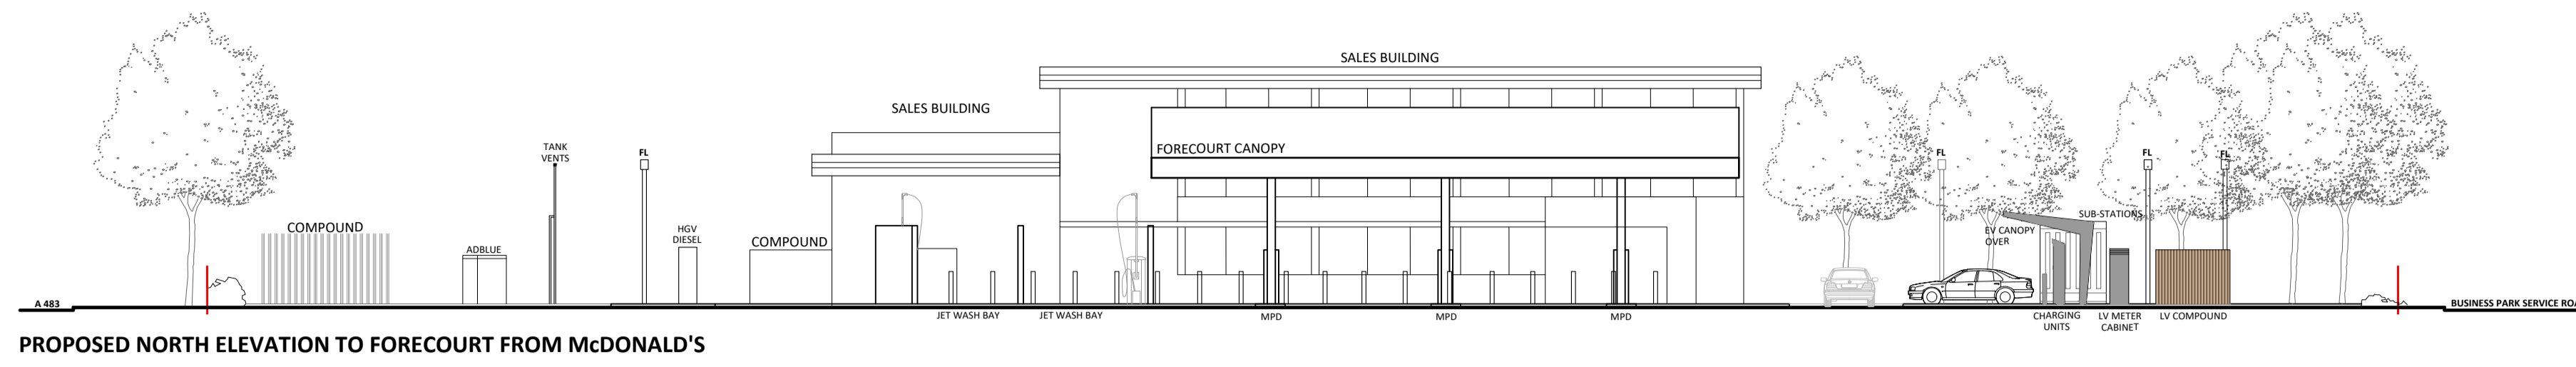 SALES BUILDING
SALES BUILDING
TANK
VENTS
FL
FORECOURT CANOPY
FL
FL
FL
COMPOUND
ADBLUE
HGV
DIESEL
COMPOUND
SUB-STATIONS
EV CANOPY
OVER
A 483
BUSINESS PARK SERVICE
JET WASH BAY
JET WASH BAY
MPD
MPD
MPD
CHARGING
UNITS
LV METER
CABINET
LV COMPOUND
PROPOSED NORTH ELEVATION TO FORECOURT FROM McDONALD'S